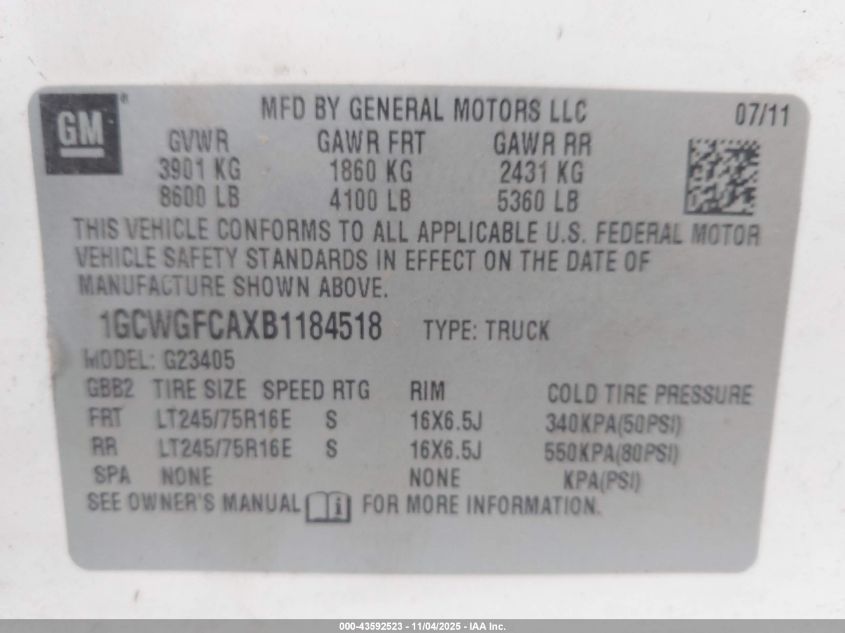 GM
MFD BY GENERAL MOTORS LLC 07/11
GVWR GAWR FRT GAWR RR
3901 KG 1860 KG 2431 KG
8600 LB 4100 LB 5360 LB
THIS VEHICLE CONFORMS TO ALL APPLICABLE U.S. FEDERAL MOTOR
VEHICLE SAFETY STANDARDS IN EFFECT ON THE DATE OF
MANUFACTURE SHOWN ABOVE.
1GCWGFCAXB1184518 TYPE: TRUCK
MODEL: G23405
GBB2 TIRE SIZE SPEED RTG RIM COLD TIRE PRESSURE
FRT LT245/75R16E S 16X6.5J 340KPA(50PSI)
RR LT245/75R16E S 16X6.5J 550KPA(80PSI)
SPA NONE NONE KPA(PSI)
SEE OWNER'S MANUAL FOR MORE INFORMATION.
000-43592523 - 11/04/2025 - IAA Inc.